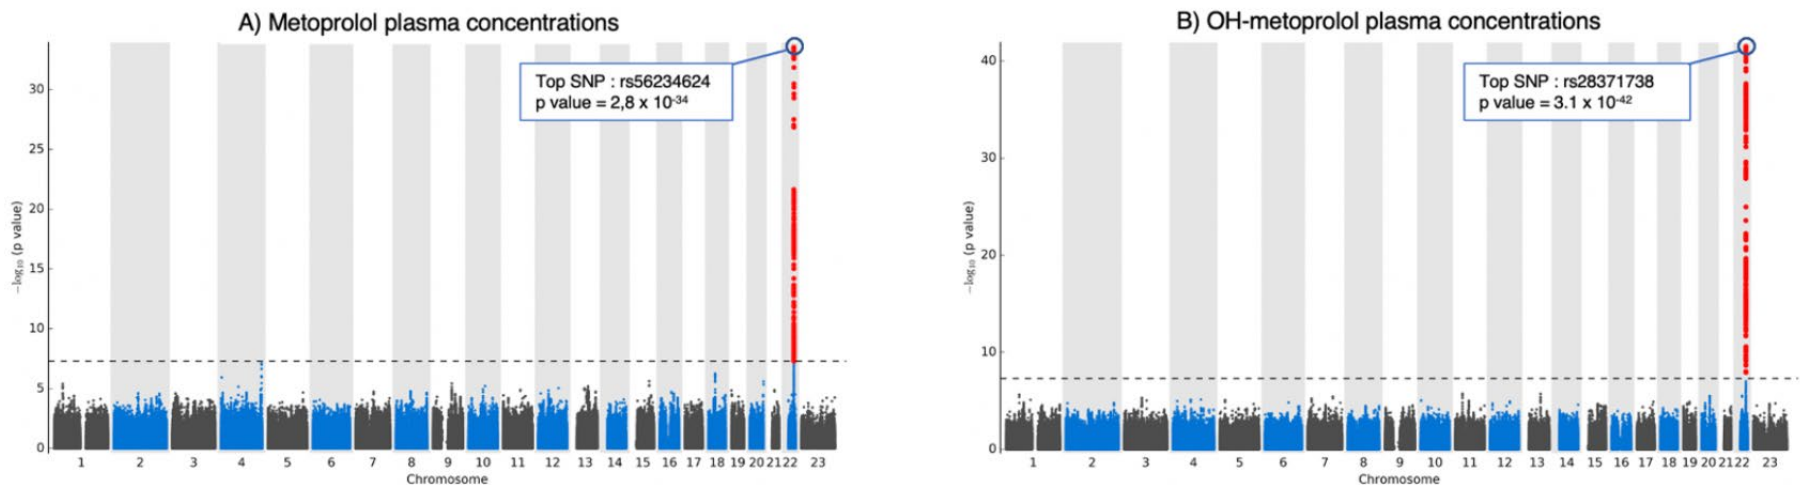 A) Metoprolol plasma concentrations
Top SNP : rs56234624
p value = 2,8 x 10⁻³⁴
30
25
20
15
10
5
0
−log₁₀ (p value)
1 2 3 4 5 6 7 8 9 10 11 12 13 14 15 16 17 18 19 20 21 22 23
Chromosome
B) OH-metoprolol plasma concentrations
Top SNP : rs28371738
p value = 3.1 x 10⁻⁴²
40
30
20
10
0
−log₁₀ (p value)
1 2 3 4 5 6 7 8 9 10 11 12 13 14 15 16 17 18 19 20 21 22 23
Chromosome